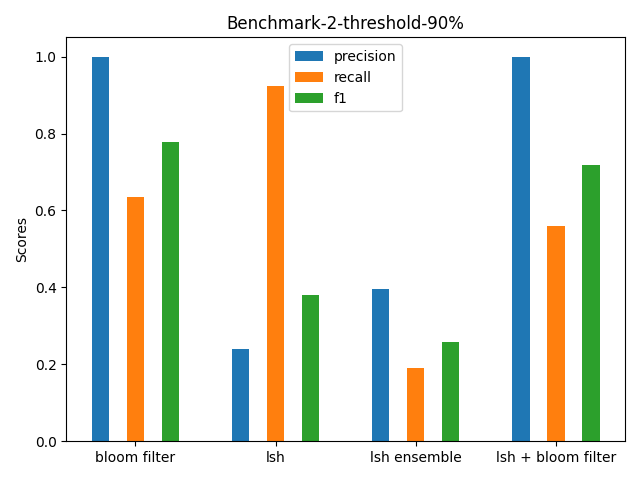 Benchmark-2-threshold-90%
precision
recall
f1
Scores
1.0
0.8
0.6
0.4
0.2
0.0
bloom filter
lsh
lsh ensemble
lsh + bloom filter